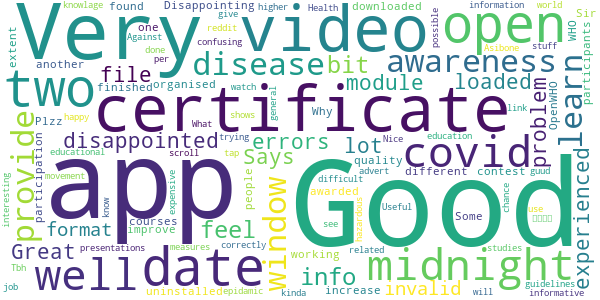 knowlage one found Disappointing higher reddit information world
Very video open
extent Against give Health possible downloaded stuff WHO Sir
done confusing Asibone
another per
disease awareness participants
two file bit module loaded OpenWHO
finished organised watch link
Plzz Why
certificate learn
What trying
happy
disappointed errors lot problem
shows general Nice education
provide app Good covid experienced
participation Says quality different contest
educational scroll tap advert
format feel people awarded difficult Some guud
movement expensive window Useful chance
interesting Great improve courses know see hazardous use
info midnight
well date working studies
presentations measures correctly related guidelines
Tbh uninstalled epidamic increase invalid
job kinda will informative